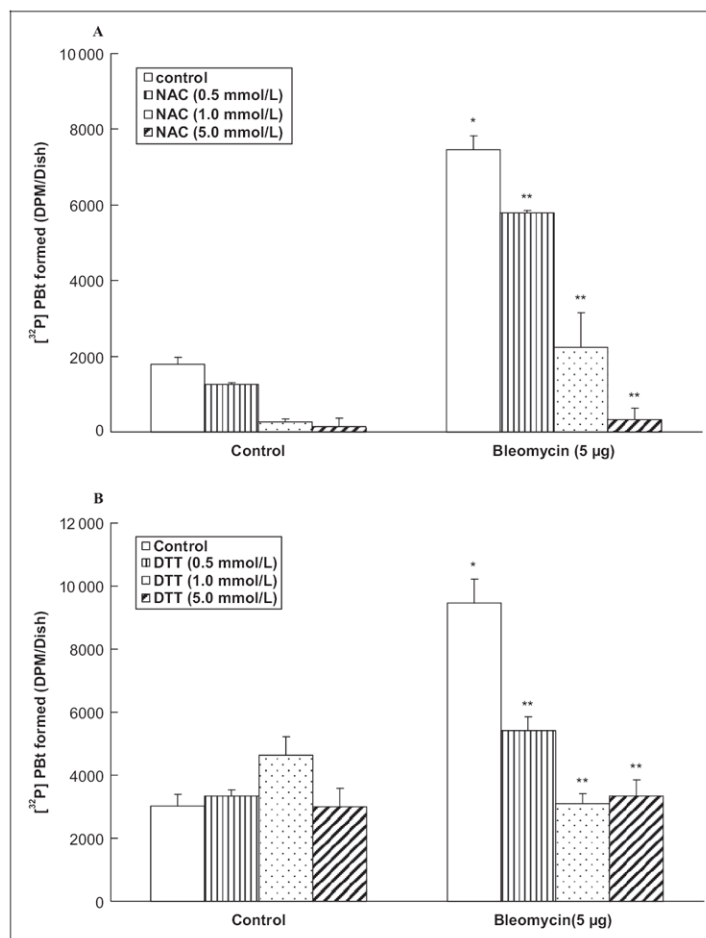 A
10 000
8000
6000
4000
2000
0
[32P] PBt formed (DPM/Dish)
control
NAC (0.5 mmol/L)
NAC (1.0 mmol/L)
NAC (5.0 mmol/L)
*
**
**
**
Control
Bleomycin (5 µg)
B
12 000
10 000
8000
6000
4000
2000
0
[32P] PBt formed (DPM/Dish)
Control
DTT (0.5 mmol/L)
DTT (1.0 mmol/L)
DTT (5.0 mmol/L)
*
**
**
**
Control
Bleomycin(5 µg)